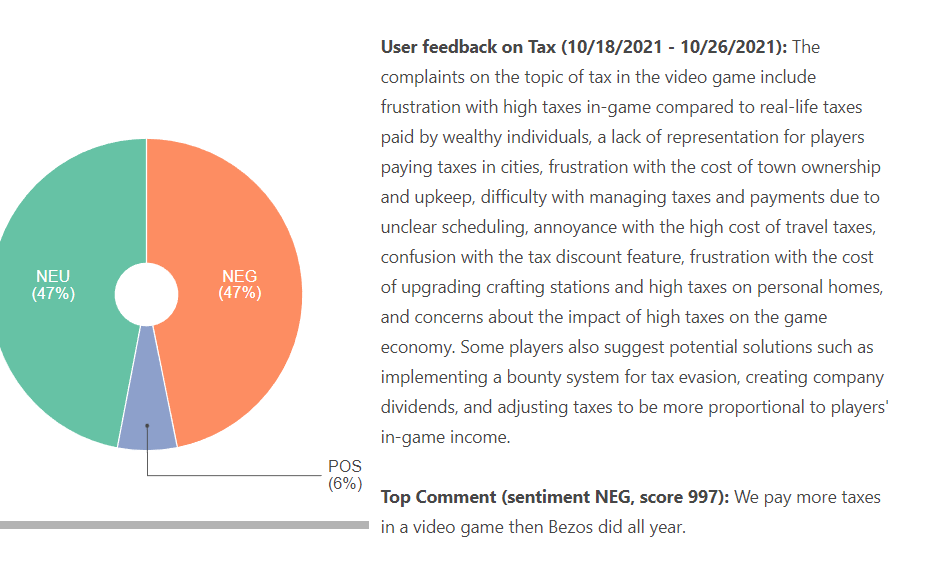 NEU
(47%)
NEG
(47%)
POS
(6%)
User feedback on Tax (10/18/2021 - 10/26/2021): The
complaints on the topic of tax in the video game include
frustration with high taxes in-game compared to real-life taxes
paid by wealthy individuals, a lack of representation for players
paying taxes in cities, frustration with the cost of town ownership
and upkeep, difficulty with managing taxes and payments due to
unclear scheduling, annoyance with the high cost of travel taxes,
confusion with the tax discount feature, frustration with the cost
of upgrading crafting stations and high taxes on personal homes,
and concerns about the impact of high taxes on the game
economy. Some players also suggest potential solutions such as
implementing a bounty system for tax evasion, creating company
dividends, and adjusting taxes to be more proportional to players'
in-game income.
Top Comment (sentiment NEG, score 997): We pay more taxes
in a video game then Bezos did all year.